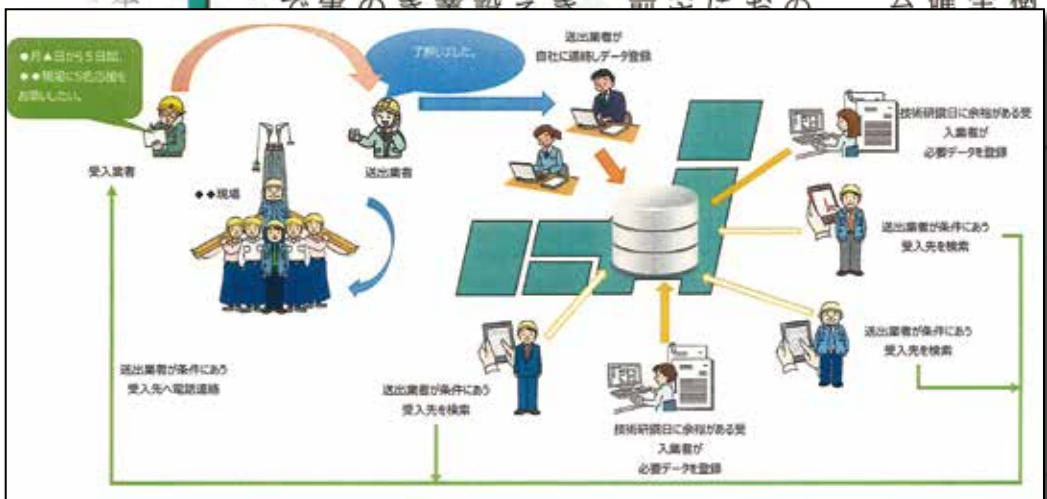 ●月▲日から5日間、
◆◆現場に5名応援を
お願いしたい。
了解しました。
送出業者が
自社に連絡しデータ登録
受入業者
送出業者
◆◆現場
技術研鑽日に余裕がある受
入業者が
必要データを登録
送出業者が条件にあう
受入先を検索
送出業者が条件にあう
受入先を検索
送出業者が条件にあう
受入先へ電話連絡
送出業者が条件にあう
受入先を検索
技術研鑽日に余裕がある受
入業者が
必要データを登録